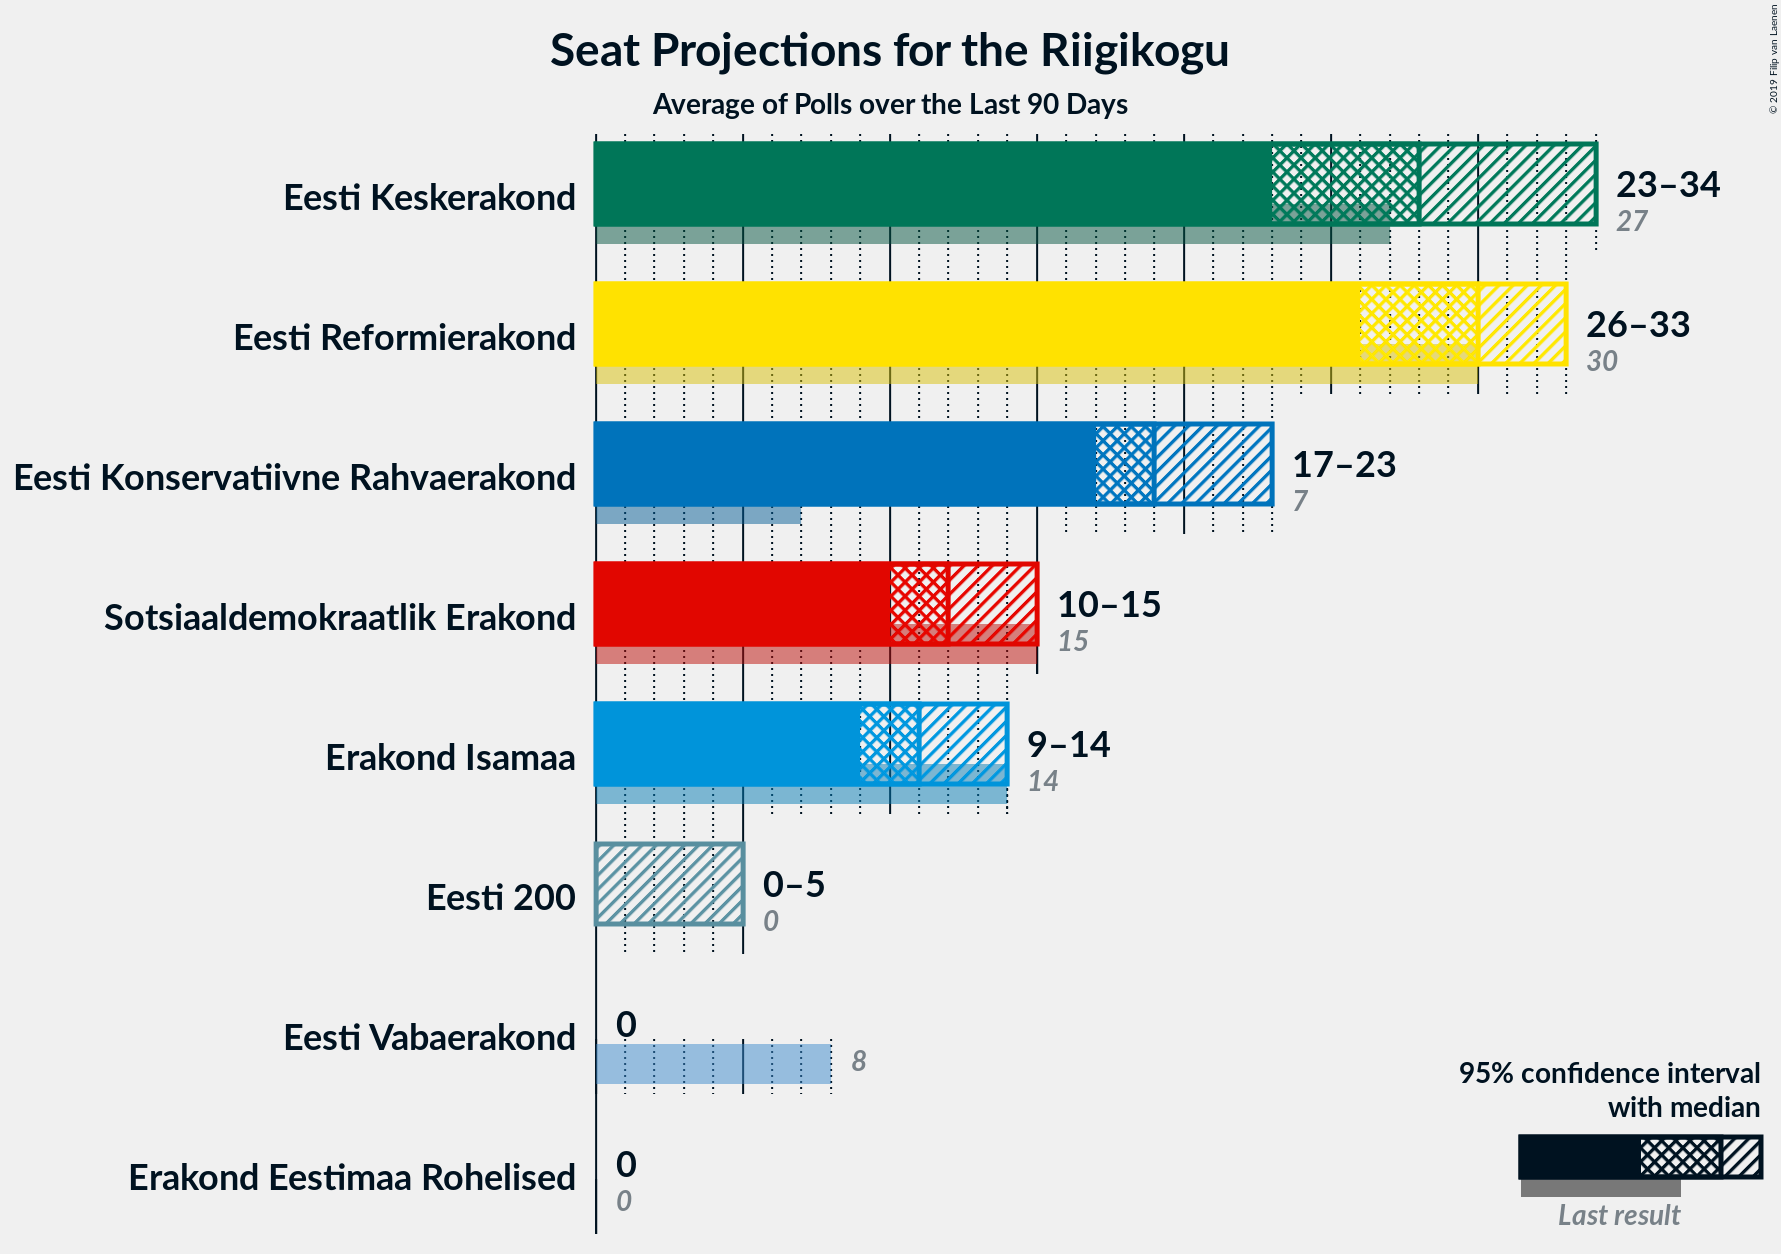 Seat Projections for the Riigikogu
Average of Polls over the Last 90 Days
© 2019 Filip van Laenen
Eesti Keskerakond
23–34
27
Eesti Reformierakond
26–33
30
Eesti Konservatiivne Rahvaerakond
17–23
7
Sotsiaaldemokraatlik Erakond
10–15
15
Erakond Isamaa
9–14
14
Eesti 200
0–5
0
Eesti Vabaerakond
0
8
Erakond Eestimaa Rohelised
0
0
95% confidence interval
with median
Last result